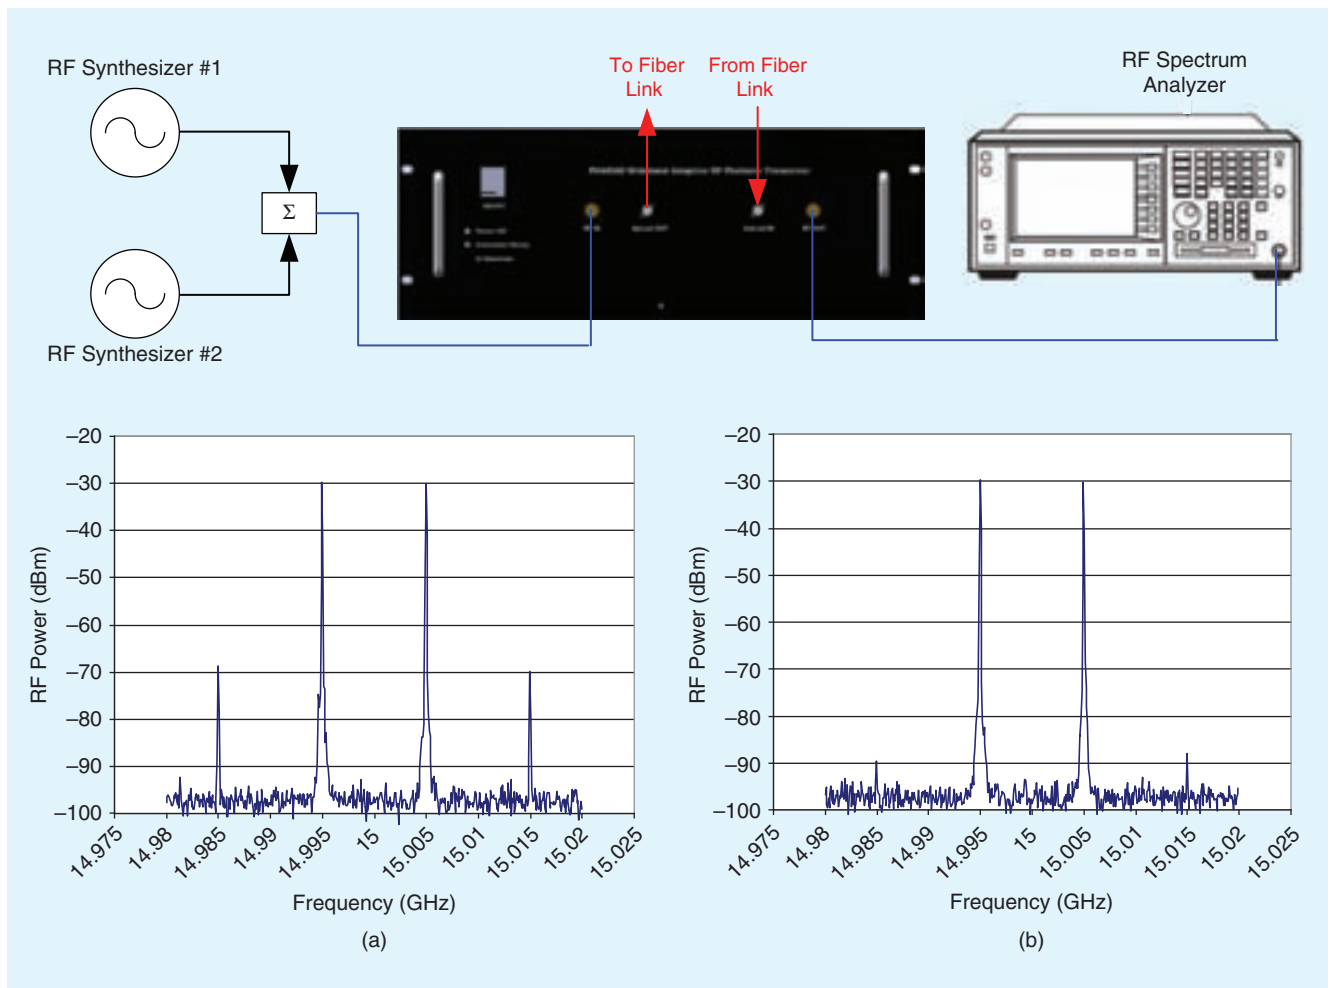 RF Synthesizer #1
To Fiber
Link
From Fiber
Link
RF Spectrum
Analyzer
Σ
RF Synthesizer #2
RF Power (dBm)
–20
–30
–40
–50
–60
–70
–80
–90
–100
14.975
14.98
14.985
14.99
14.995
15
15.005
15.01
15.015
15.02
15.025
Frequency (GHz)
(a)
RF Power (dBm)
–20
–30
–40
–50
–60
–70
–80
–90
–100
14.975
14.98
14.985
14.99
14.995
15
15.005
15.01
15.015
15.02
15.025
Frequency (GHz)
(b)